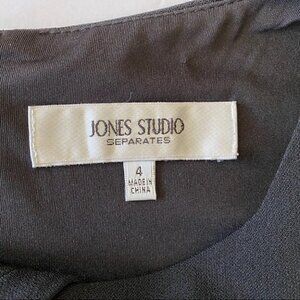 JONES STUDIO
SEPARATES
4
MADE IN
CHINA